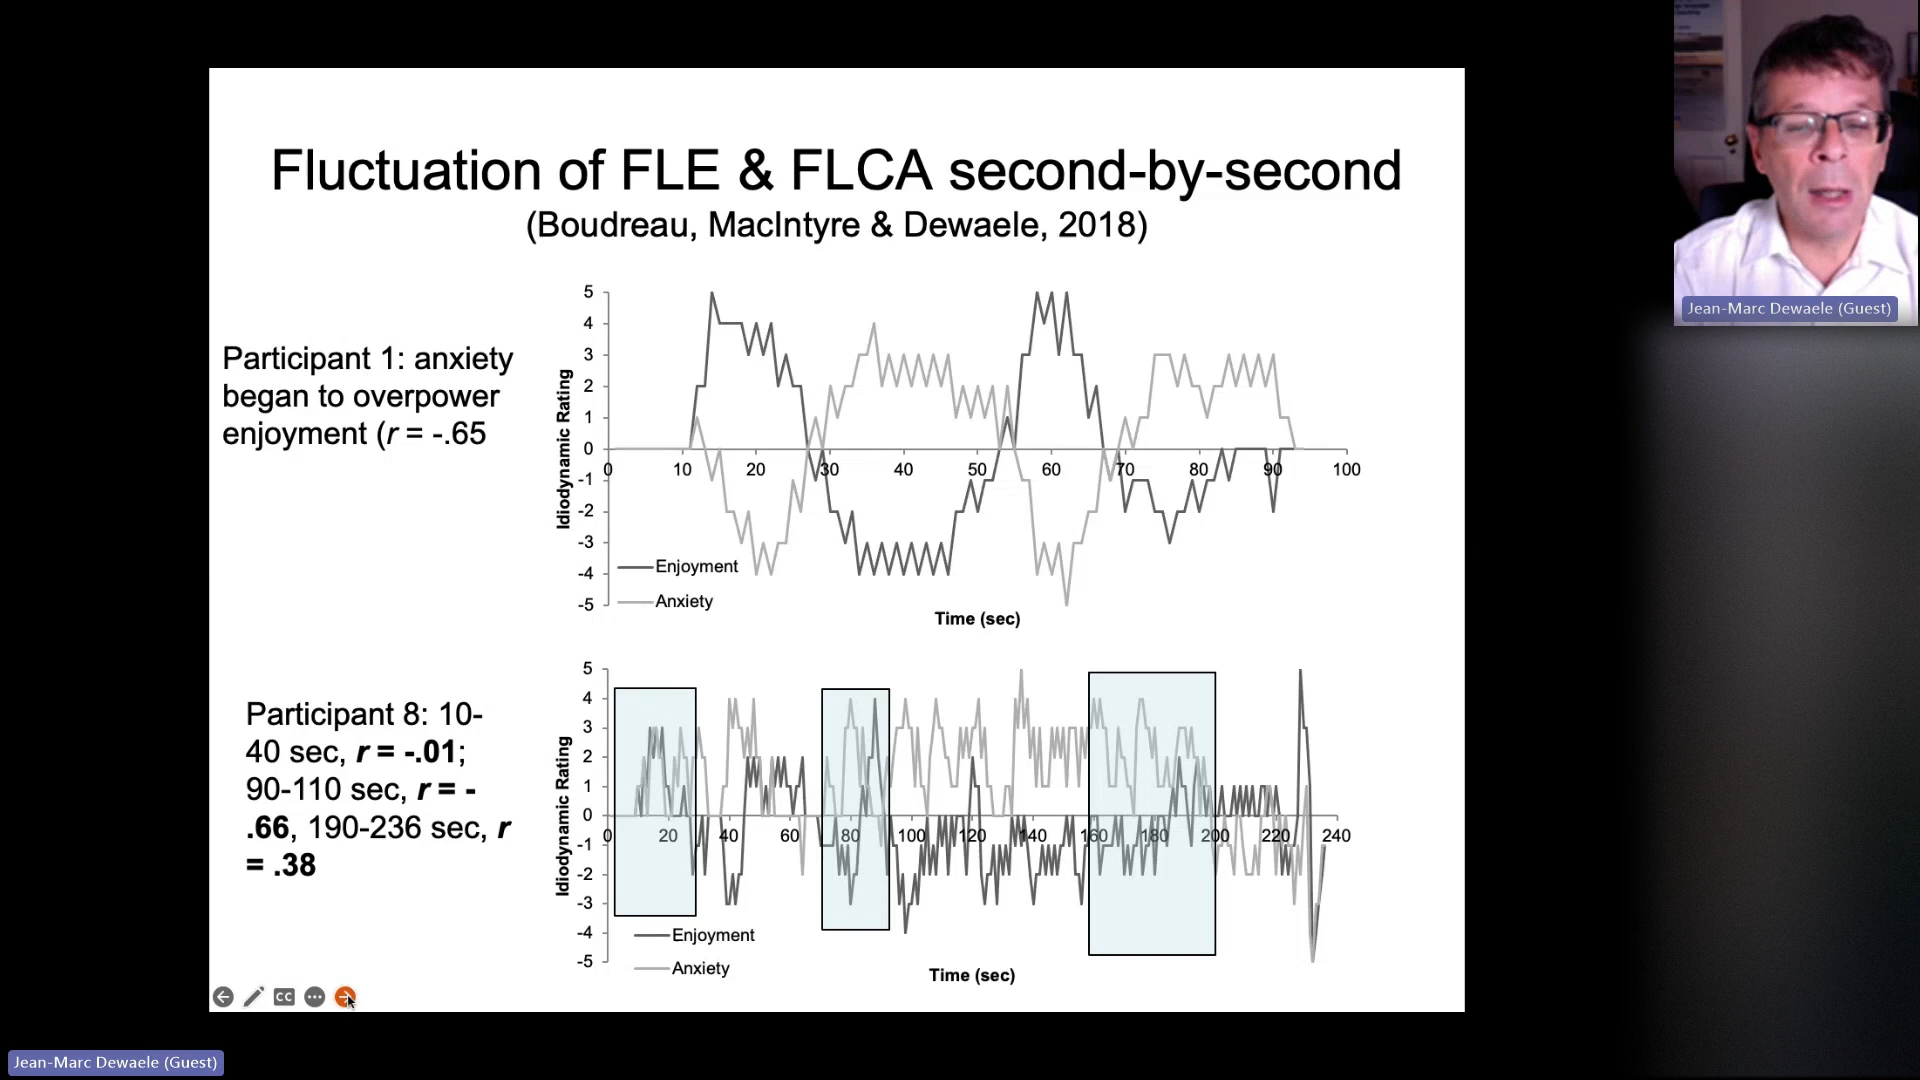 Fluctuation of FLE & FLCA second-by-second
(Boudreau, MacIntyre & Dewaele, 2018)
Jean-Marc Dewaele (Guest)
Participant 1: anxiety
began to overpower
enjoyment (r = -.65
5
4
3
2
1
0
-1
-2
-3
-4
-5
Idiodynamic Rating
0 10 20 30 40 50 60 70 80 90 100
Enjoyment
Anxiety
Time (sec)
Participant 8: 10-
40 sec, r = -.01;
90-110 sec, r = -
.66, 190-236 sec, r
= .38
5
4
3
2
1
0
-1
-2
-3
-4
-5
Idiodynamic Rating
0 20 40 60 80 100 120 140 160 180 200 220 240
Enjoyment
Anxiety
Time (sec)
CC
Jean-Marc Dewaele (Guest)